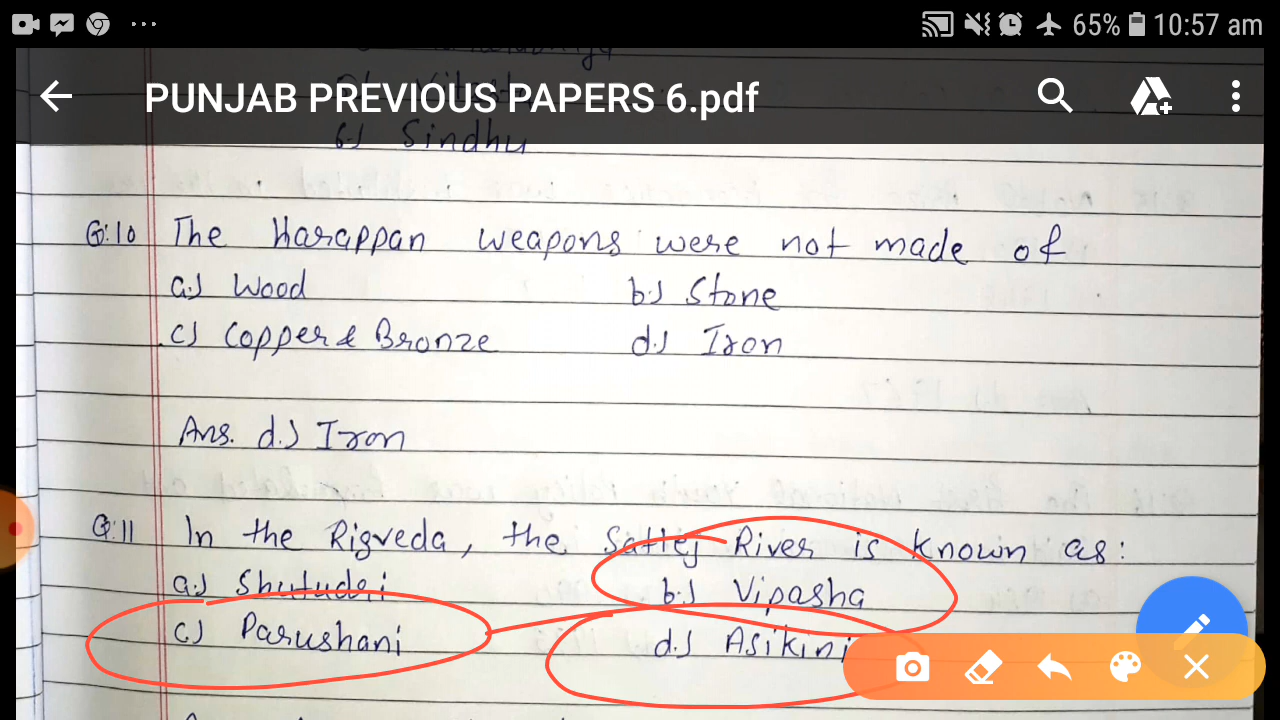 65% 10:57 am
PUNJAB PREVIOUS PAPERS 6.pdf
6.) Sindhu
Q:10 The Harappan weapons were not made of
a.) Wood b.) Stone
c.) Copper & Bronze d.) Iron
Ans. d.) Iron
Q:11 In the Rigveda, the Satlej River is known as:
a.) Shutudri b.) Vipasha
c.) Parushani d.) Asikini